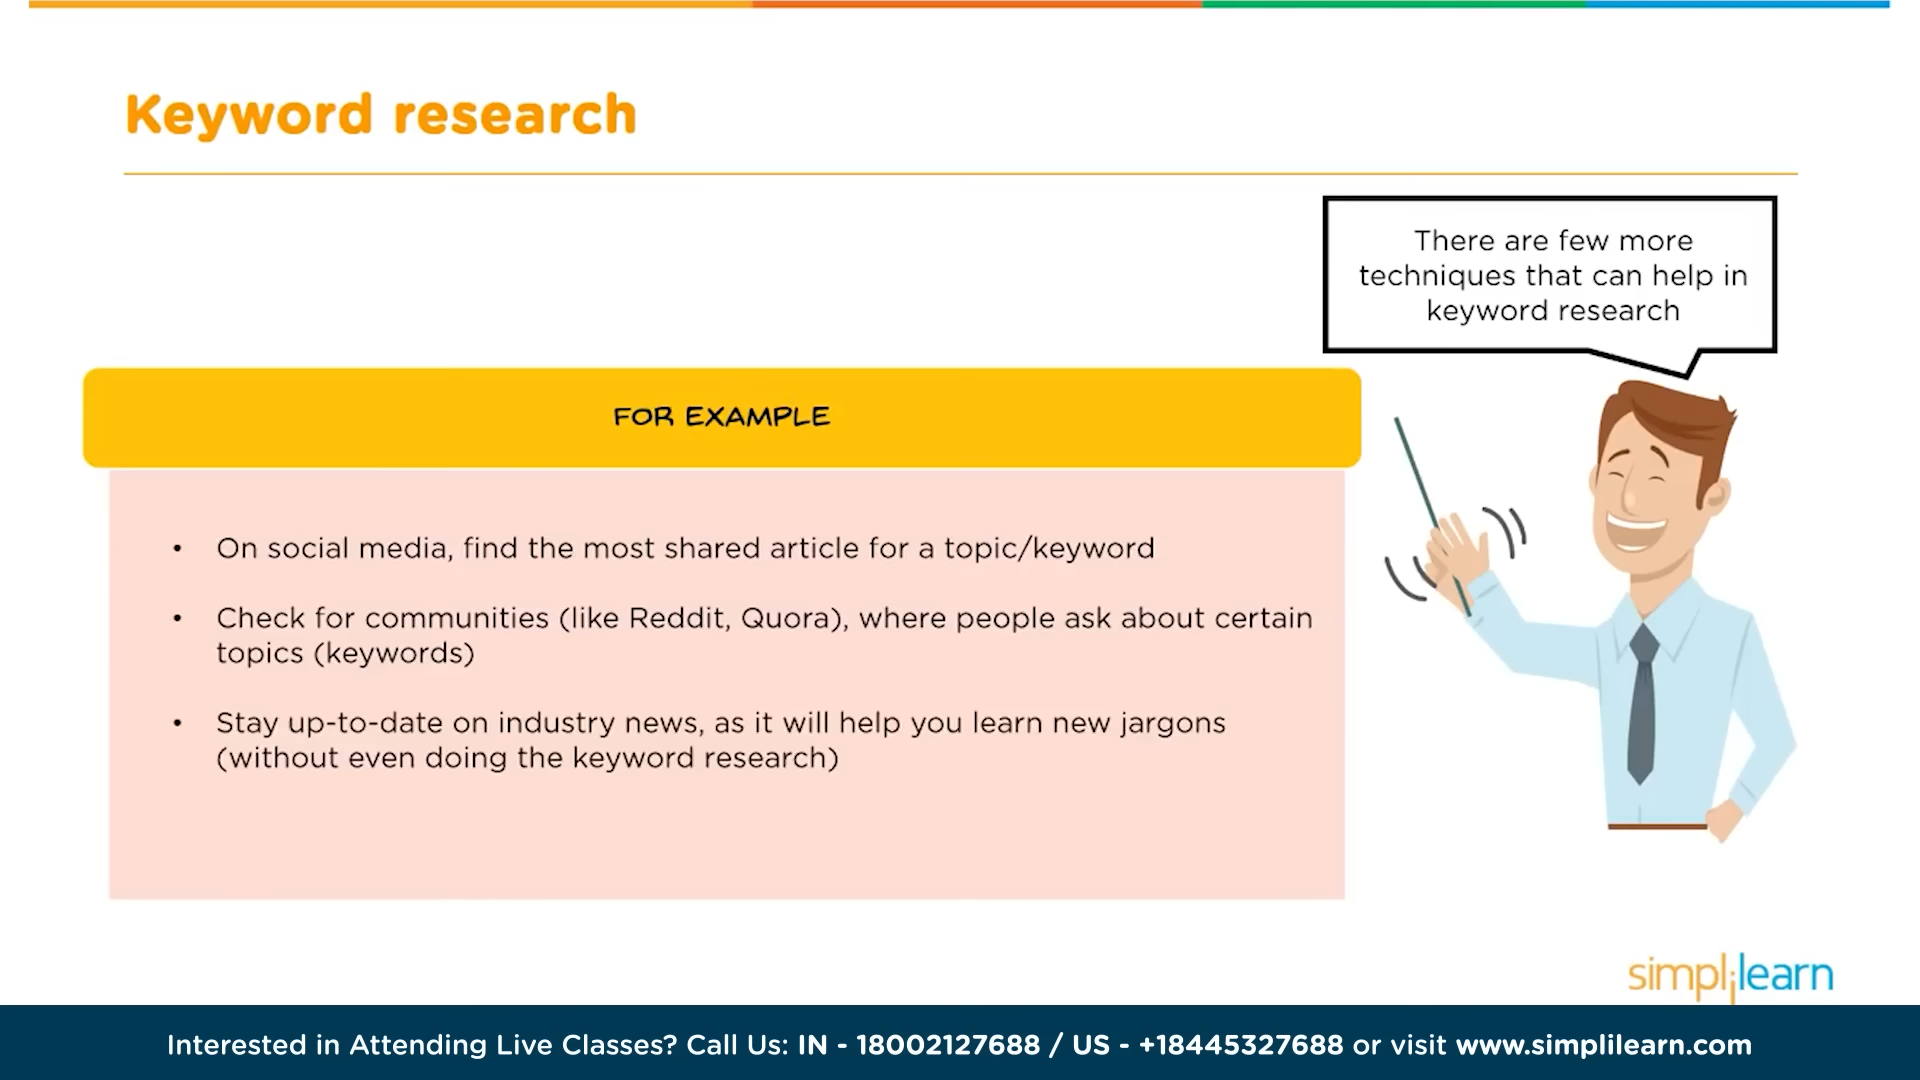 Keyword research
There are few more
techniques that can help in
keyword research
FOR EXAMPLE
• On social media, find the most shared article for a topic/keyword
• Check for communities (like Reddit, Quora), where people ask about certain
topics (keywords)
• Stay up-to-date on industry news, as it will help you learn new jargons
(without even doing the keyword research)
simplilearn
Interested in Attending Live Classes? Call Us: IN - 18002127688 / US - +18445327688 or visit www.simplilearn.com